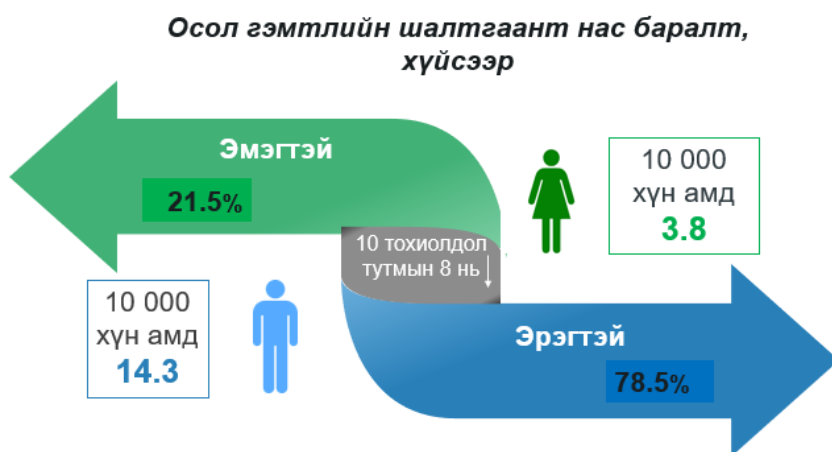 Осол гэмтлийн шалтгаант нас баралт,
хүйсээр
Эмэгтэй
21.5%
10 000
хүн амд
3.8
10 тохиолдол
тутмын 8 нь
10 000
хүн амд
14.3
Эрэгтэй
78.5%